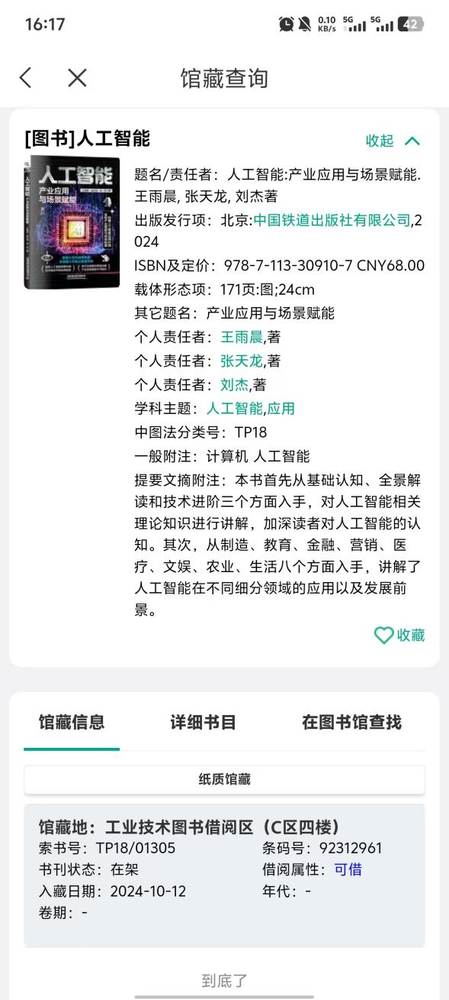 16:17
0.10 KB/s 5G 5G 42
馆藏查询
[图书]人工智能
收起
人工智能
产业应用
与场景赋能
题名/责任者：人工智能:产业应用与场景赋能.
王雨晨, 张天龙, 刘杰著
出版发行项：北京:中国铁道出版社有限公司,2
024
ISBN及定价：978-7-113-30910-7 CNY68.00
载体形态项：171页:图;24cm
其它题名：产业应用与场景赋能
个人责任者：王雨晨,著
个人责任者：张天龙,著
个人责任者：刘杰,著
学科主题：人工智能,应用
中图法分类号：TP18
一般附注：计算机 人工智能
提要文摘附注：本书首先从基础认知、全景解
读和技术进阶三个方面入手，对人工智能相关
理论知识进行讲解，加深读者对人工智能的认
知。其次，从制造、教育、金融、营销、医
疗、文娱、农业、生活八个方面入手，讲解了
人工智能在不同细分领域的应用以及发展前
景。
收藏
馆藏信息 详细书目 在图书馆查找
纸质馆藏
馆藏地：工业技术图书借阅区（C区四楼）
索书号：TP18/01305 条码号：92312961
书刊状态：在架 借阅属性：可借
入藏日期：2024-10-12 年代：-
卷期：-
到底了